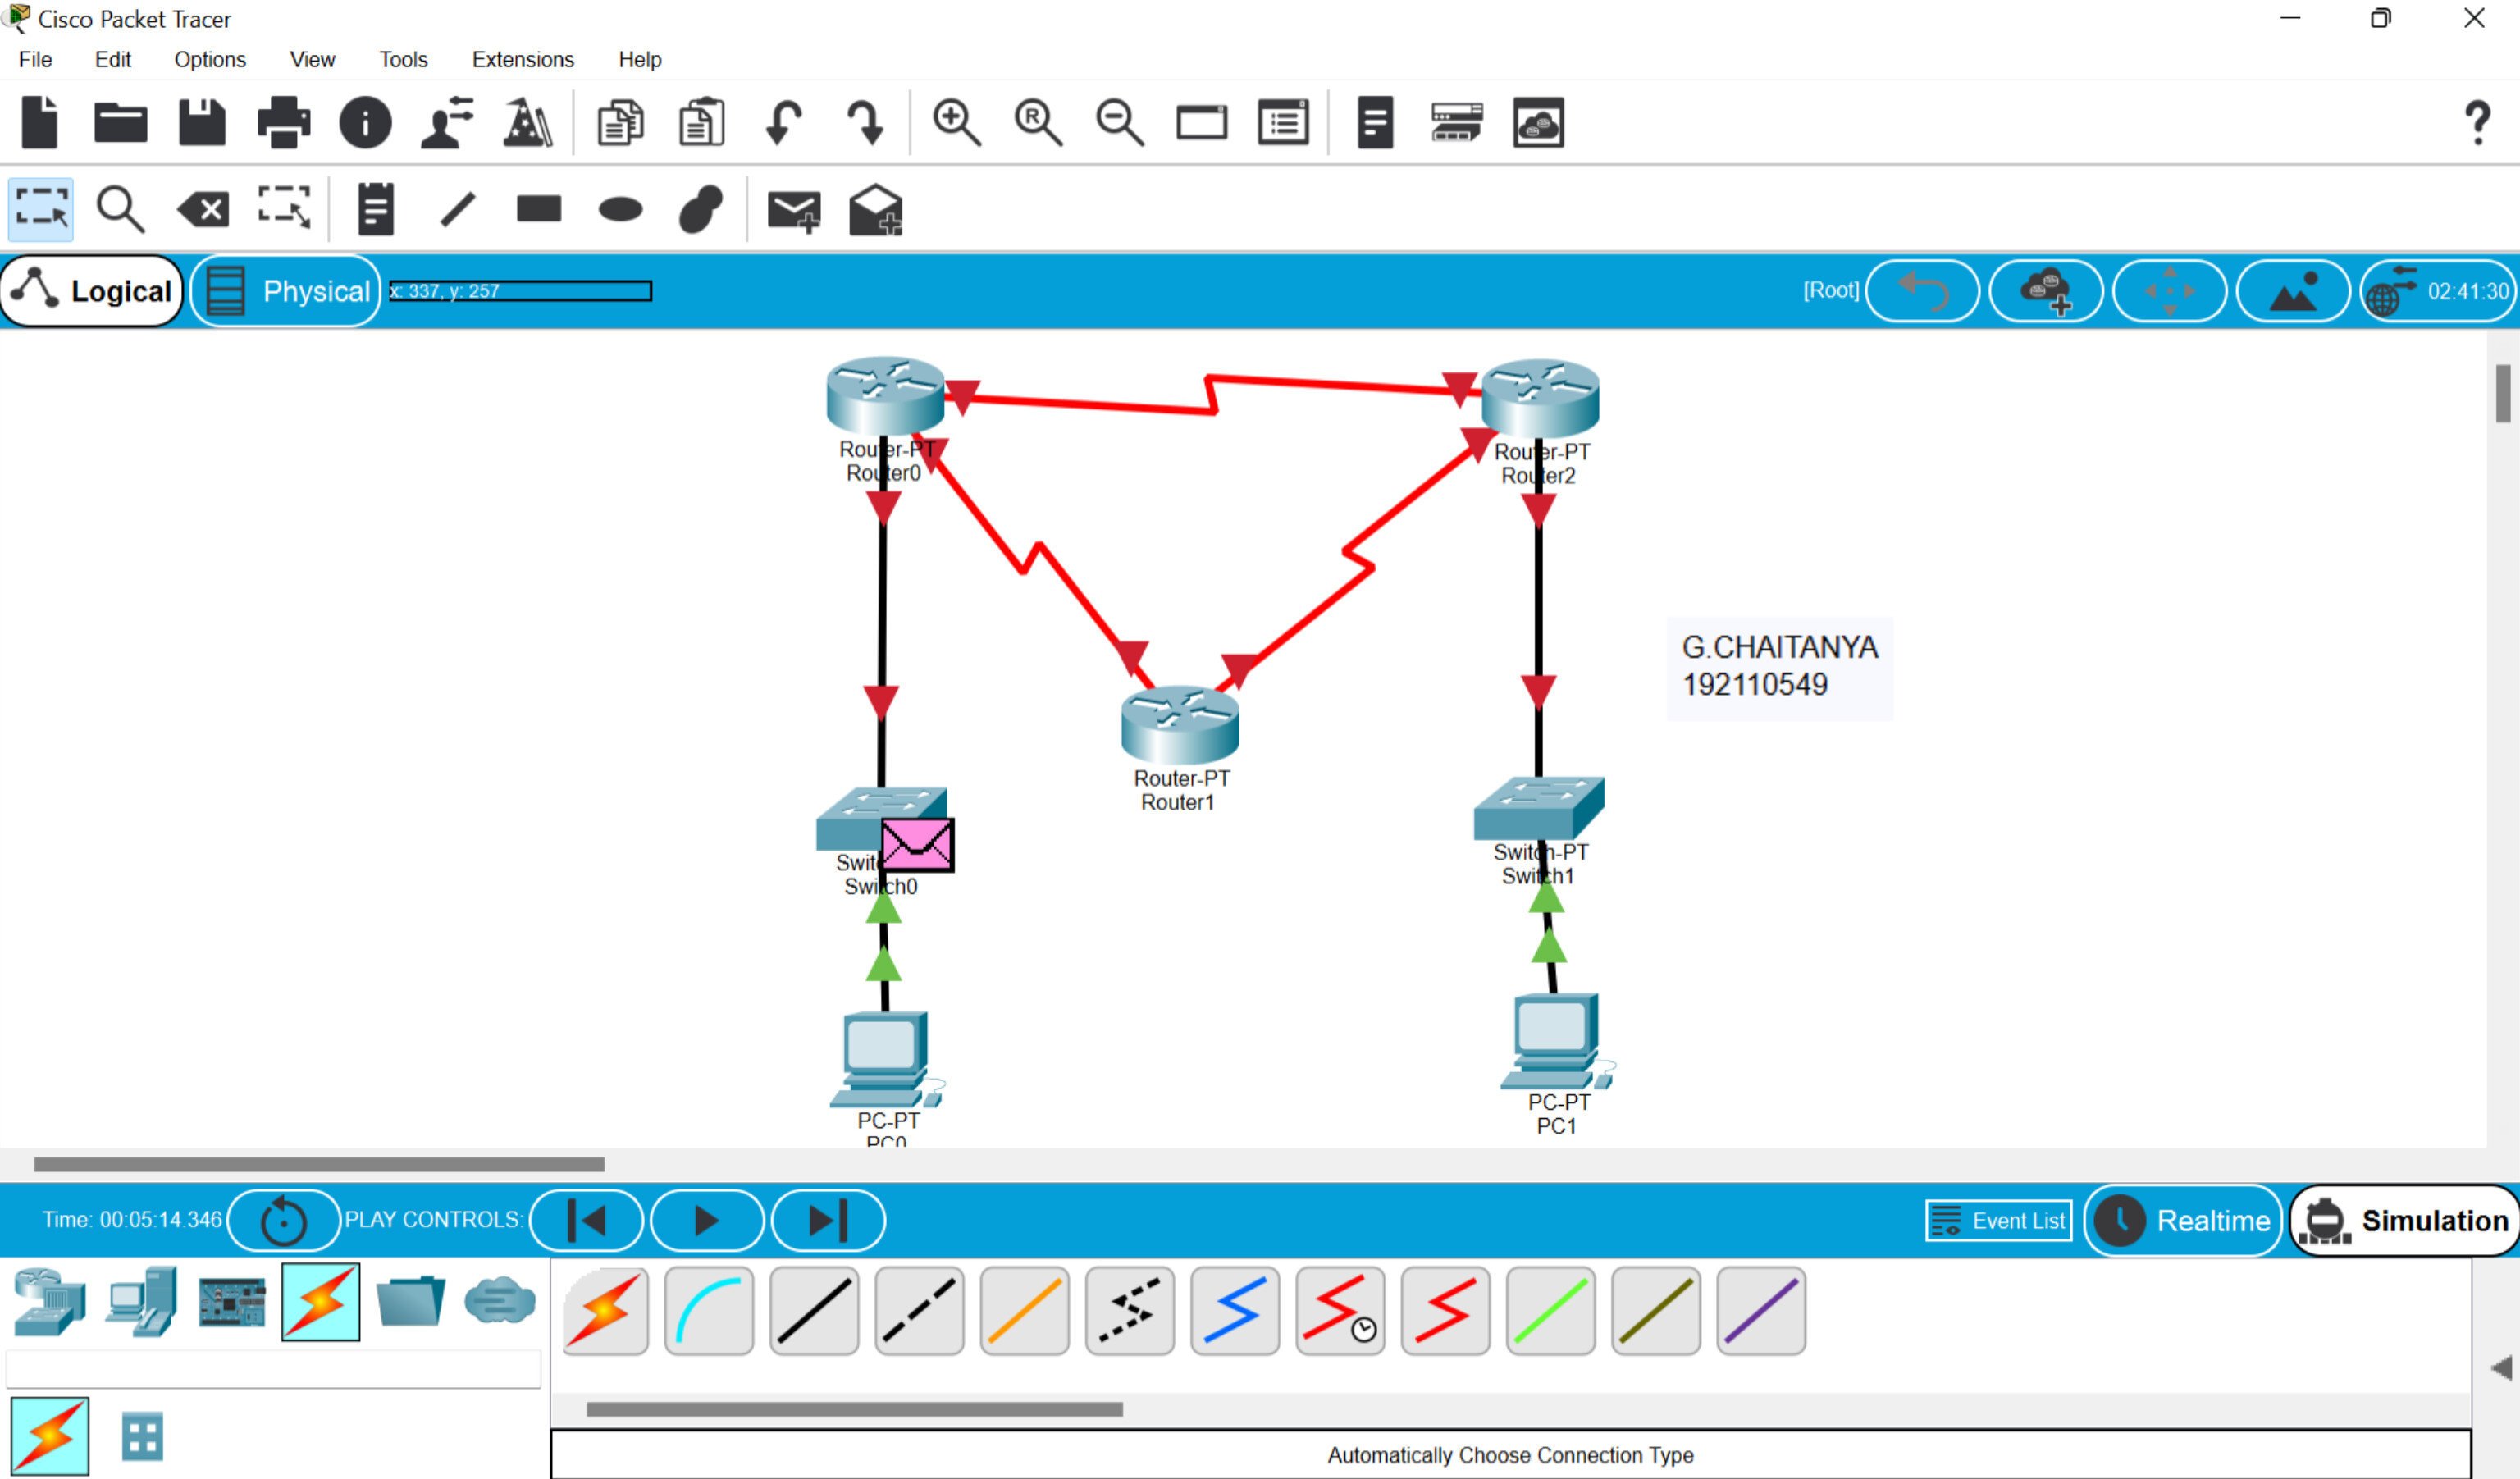 Cisco Packet Tracer
File Edit Options View Tools Extensions Help
Logical Physical x: 337, y: 257 [Root] 02:41:30
Router-PT
Router0
Router-PT
Router2
G.CHAITANYA
192110549
Router-PT
Router1
Switch0
Switch-PT
Switch1
PC-PT
PC0
PC-PT
PC1
Time: 00:05:14.346 PLAY CONTROLS: Event List Realtime Simulation
Automatically Choose Connection Type